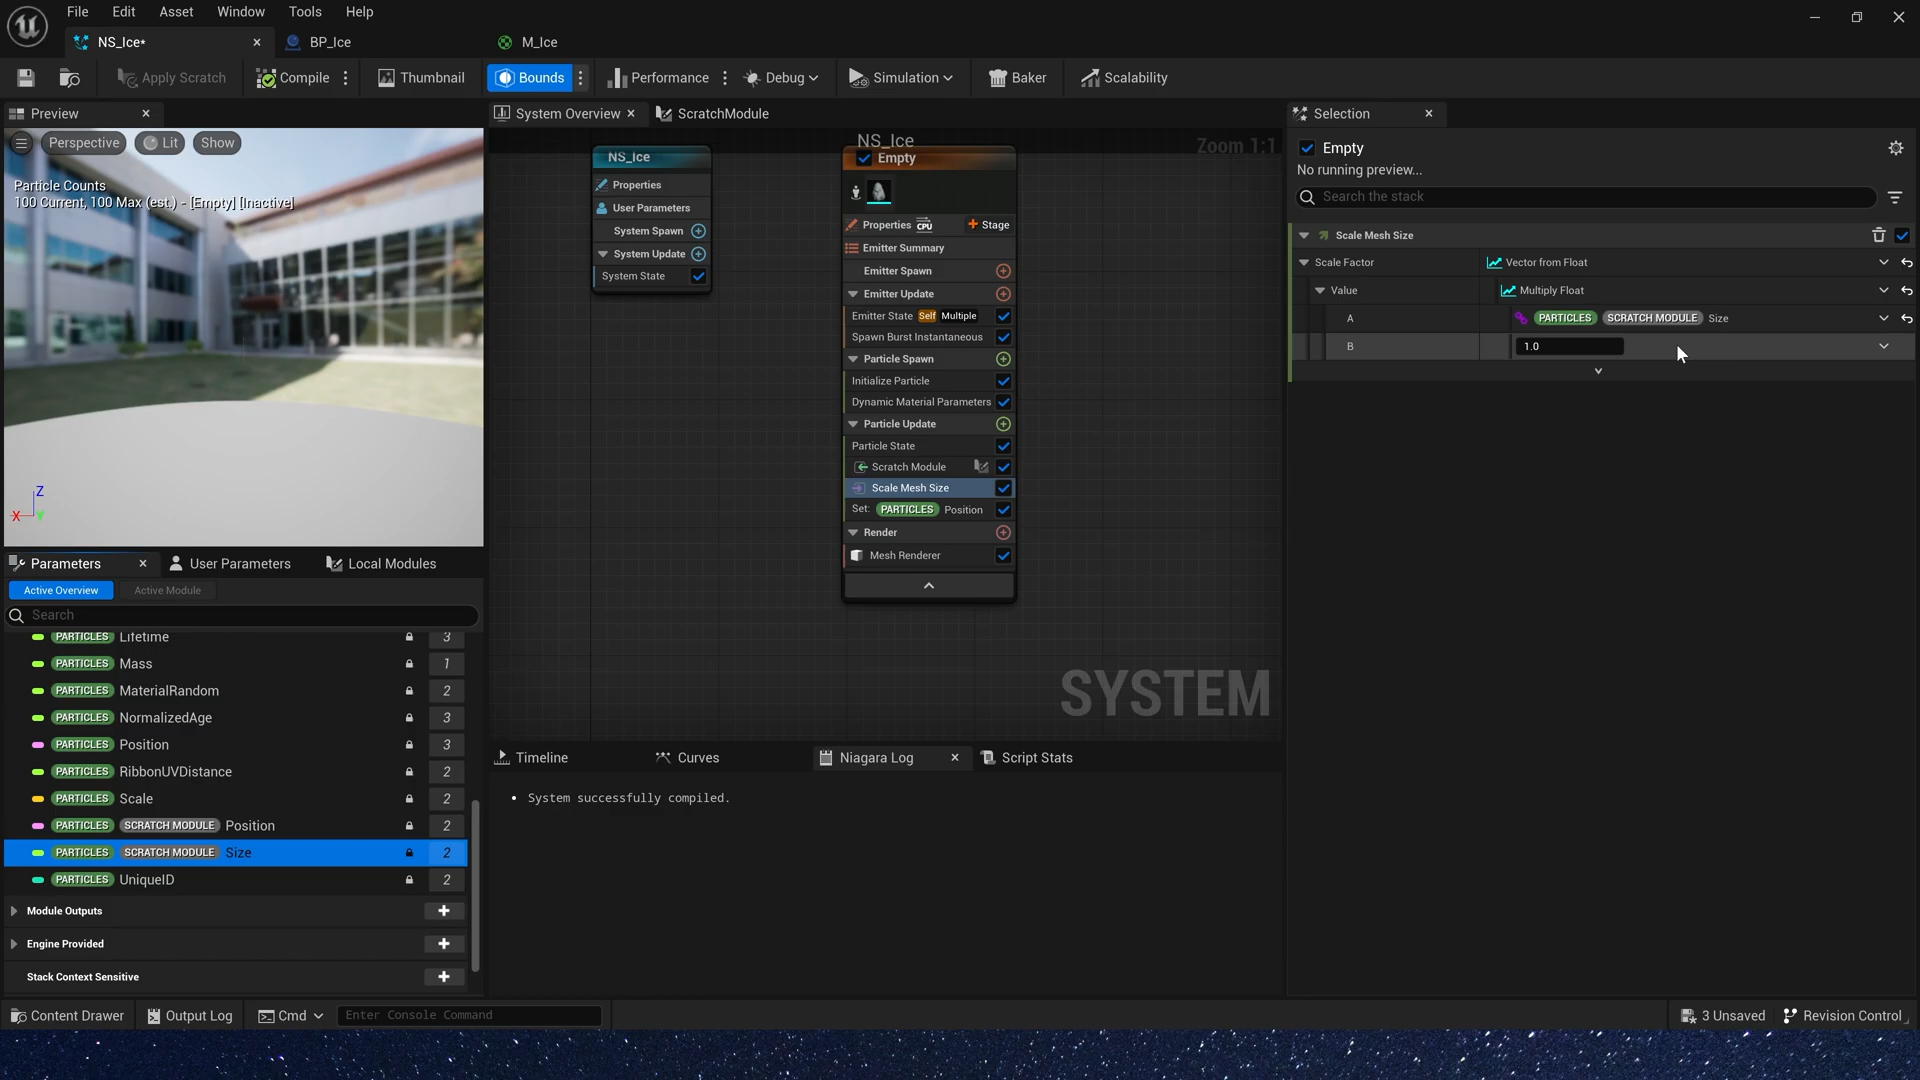 File Edit Asset Window Tools Help
NS_Ice* BP_Ice M_Ice
Apply Scratch Compile Thumbnail Bounds Performance Debug Simulation Baker Scalability
Preview
Perspective Lit Show
Particle Counts
100 Current, 100 Max (est.) - [Empty] [Inactive]
Z
X Y
Parameters User Parameters Local Modules
Active Overview Active Module
Search
PARTICLES Lifetime 3
PARTICLES Mass 1
PARTICLES MaterialRandom 2
PARTICLES NormalizedAge 3
PARTICLES Position 3
PARTICLES RibbonUVDistance 2
PARTICLES Scale 2
PARTICLES SCRATCH MODULE Position 2
PARTICLES SCRATCH MODULE Size 2
PARTICLES UniqueID 2
Module Outputs
Engine Provided
Stack Context Sensitive
System Overview ScratchModule
NS_Ice
Zoom 1:1
NS_Ice
Properties
User Parameters
System Spawn
System Update
System State
Empty
Properties CPU Stage
Emitter Summary
Emitter Spawn
Emitter Update
Emitter State Self Multiple
Spawn Burst Instantaneous
Particle Spawn
Initialize Particle
Dynamic Material Parameters
Particle Update
Particle State
Scratch Module
Scale Mesh Size
Set: PARTICLES Position
Render
Mesh Renderer
SYSTEM
Timeline Curves Niagara Log Script Stats
• System successfully compiled.
Selection
Empty
No running preview...
Search the stack
Scale Mesh Size
Scale Factor Vector from Float
Value Multiply Float
A PARTICLES SCRATCH MODULE Size
B 1.0
Content Drawer Output Log Cmd Enter Console Command 3 Unsaved Revision Control